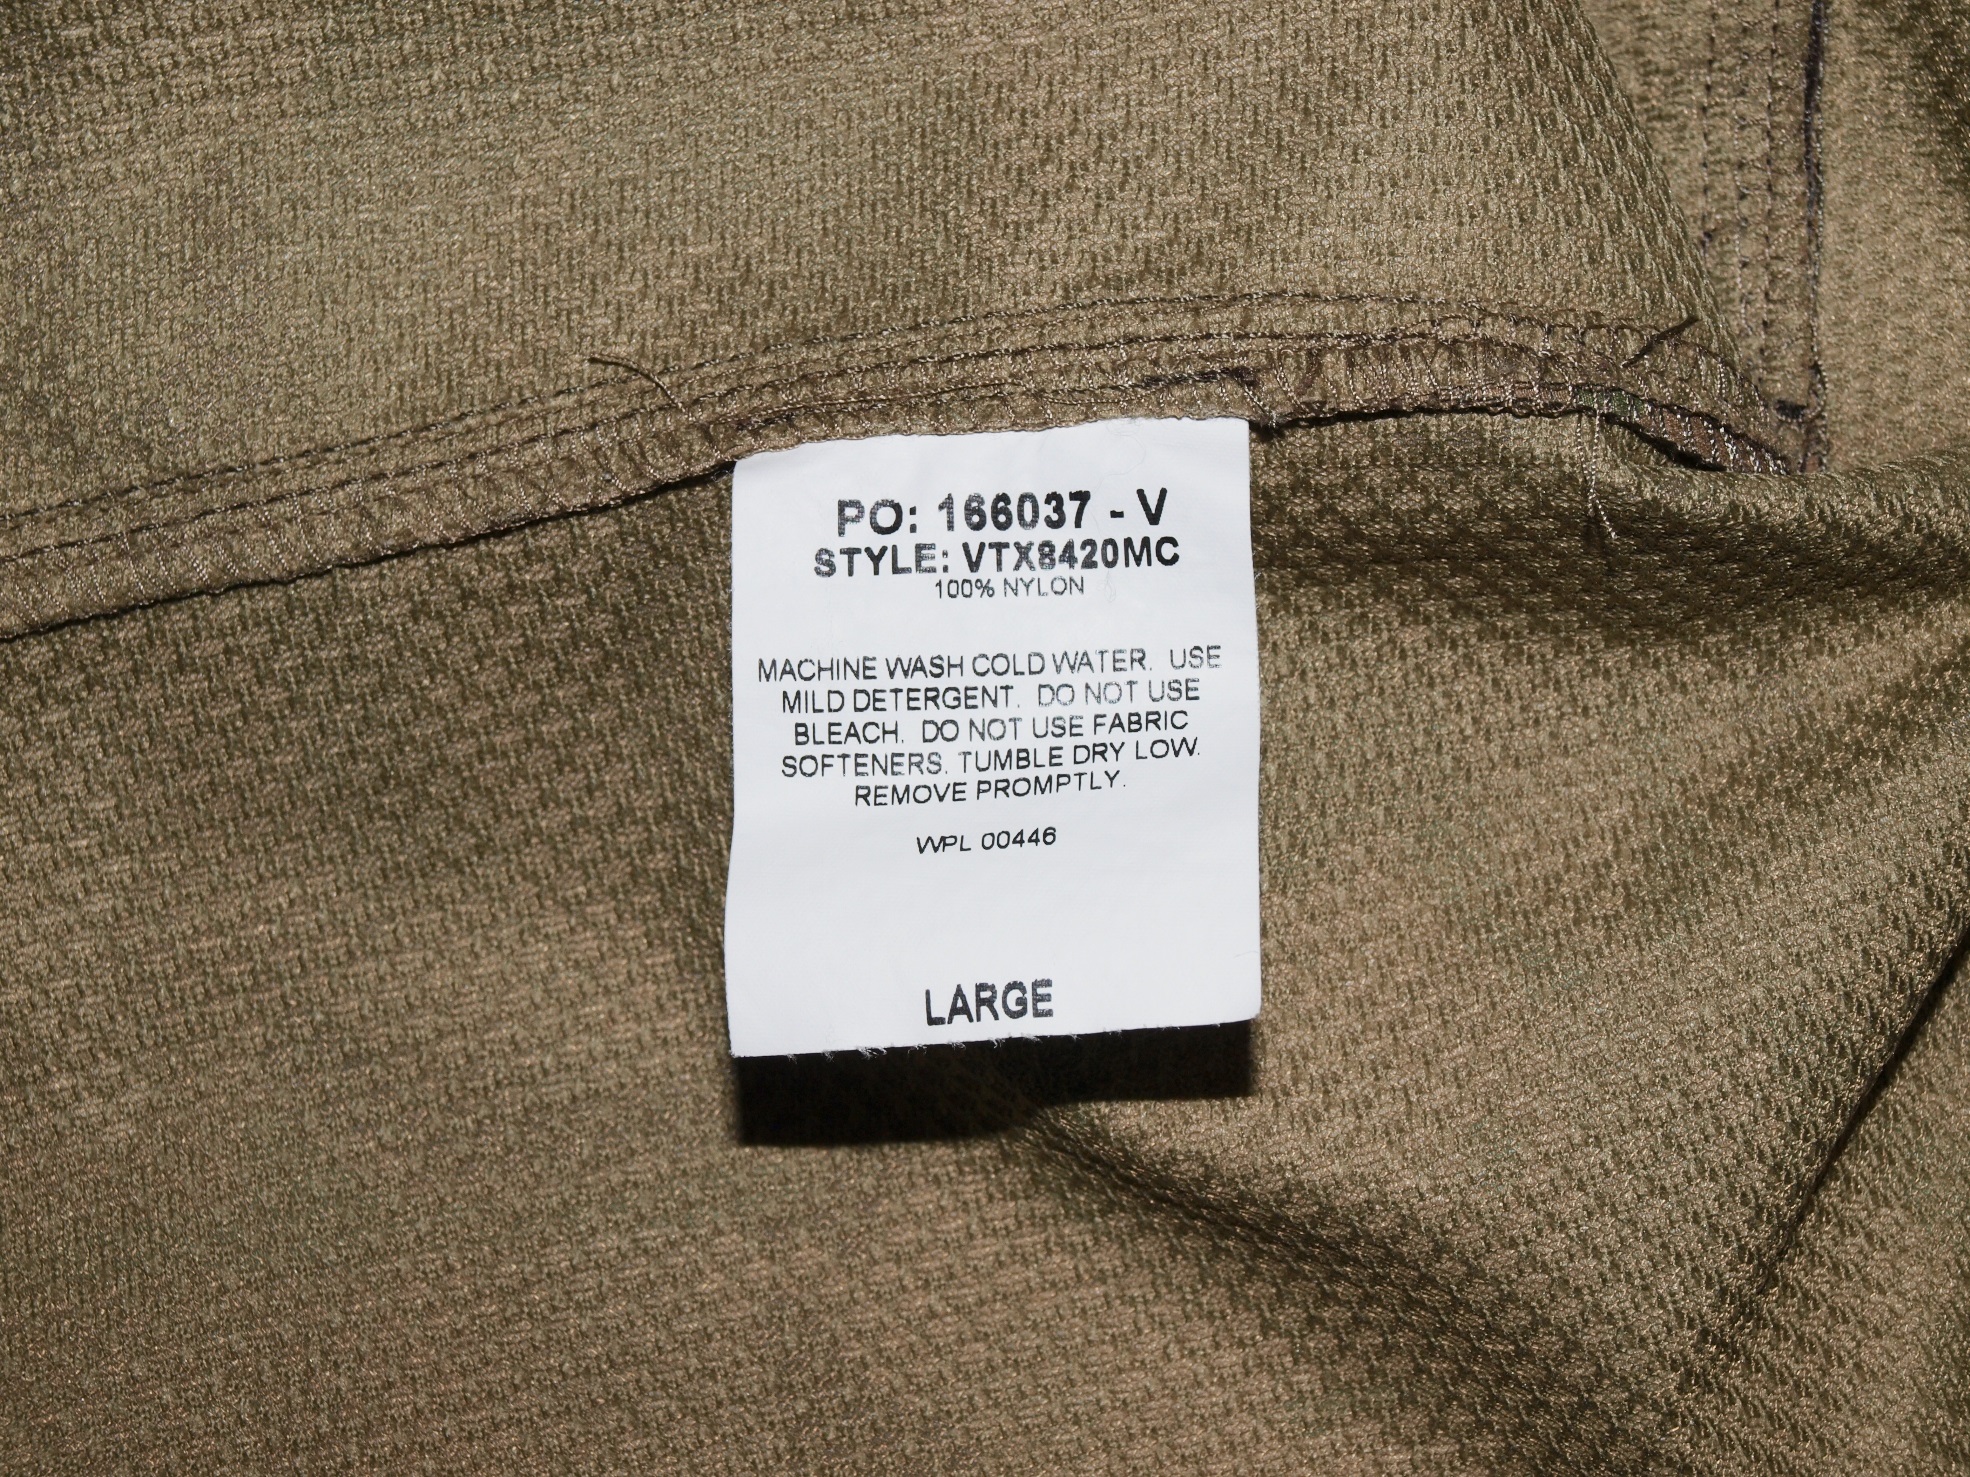 PO: 166037 - V
STYLE: VTX8420MC
100% NYLON
MACHINE WASH COLD WATER. USE
MILD DETERGENT. DO NOT USE
BLEACH. DO NOT USE FABRIC
SOFTENERS. TUMBLE DRY LOW.
REMOVE PROMPTLY.
WPL 00446
LARGE